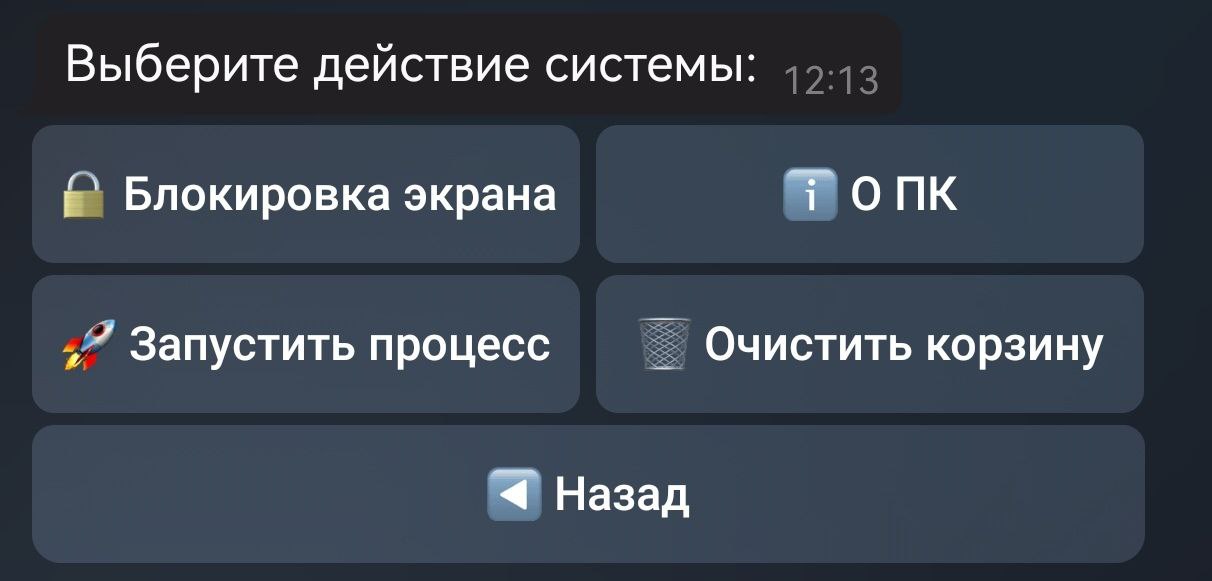 Выберите действие системы: 12:13
🔒 Блокировка экрана
ℹ️ О ПК
🚀 Запустить процесс
🗑️ Очистить корзину
◀️ Назад